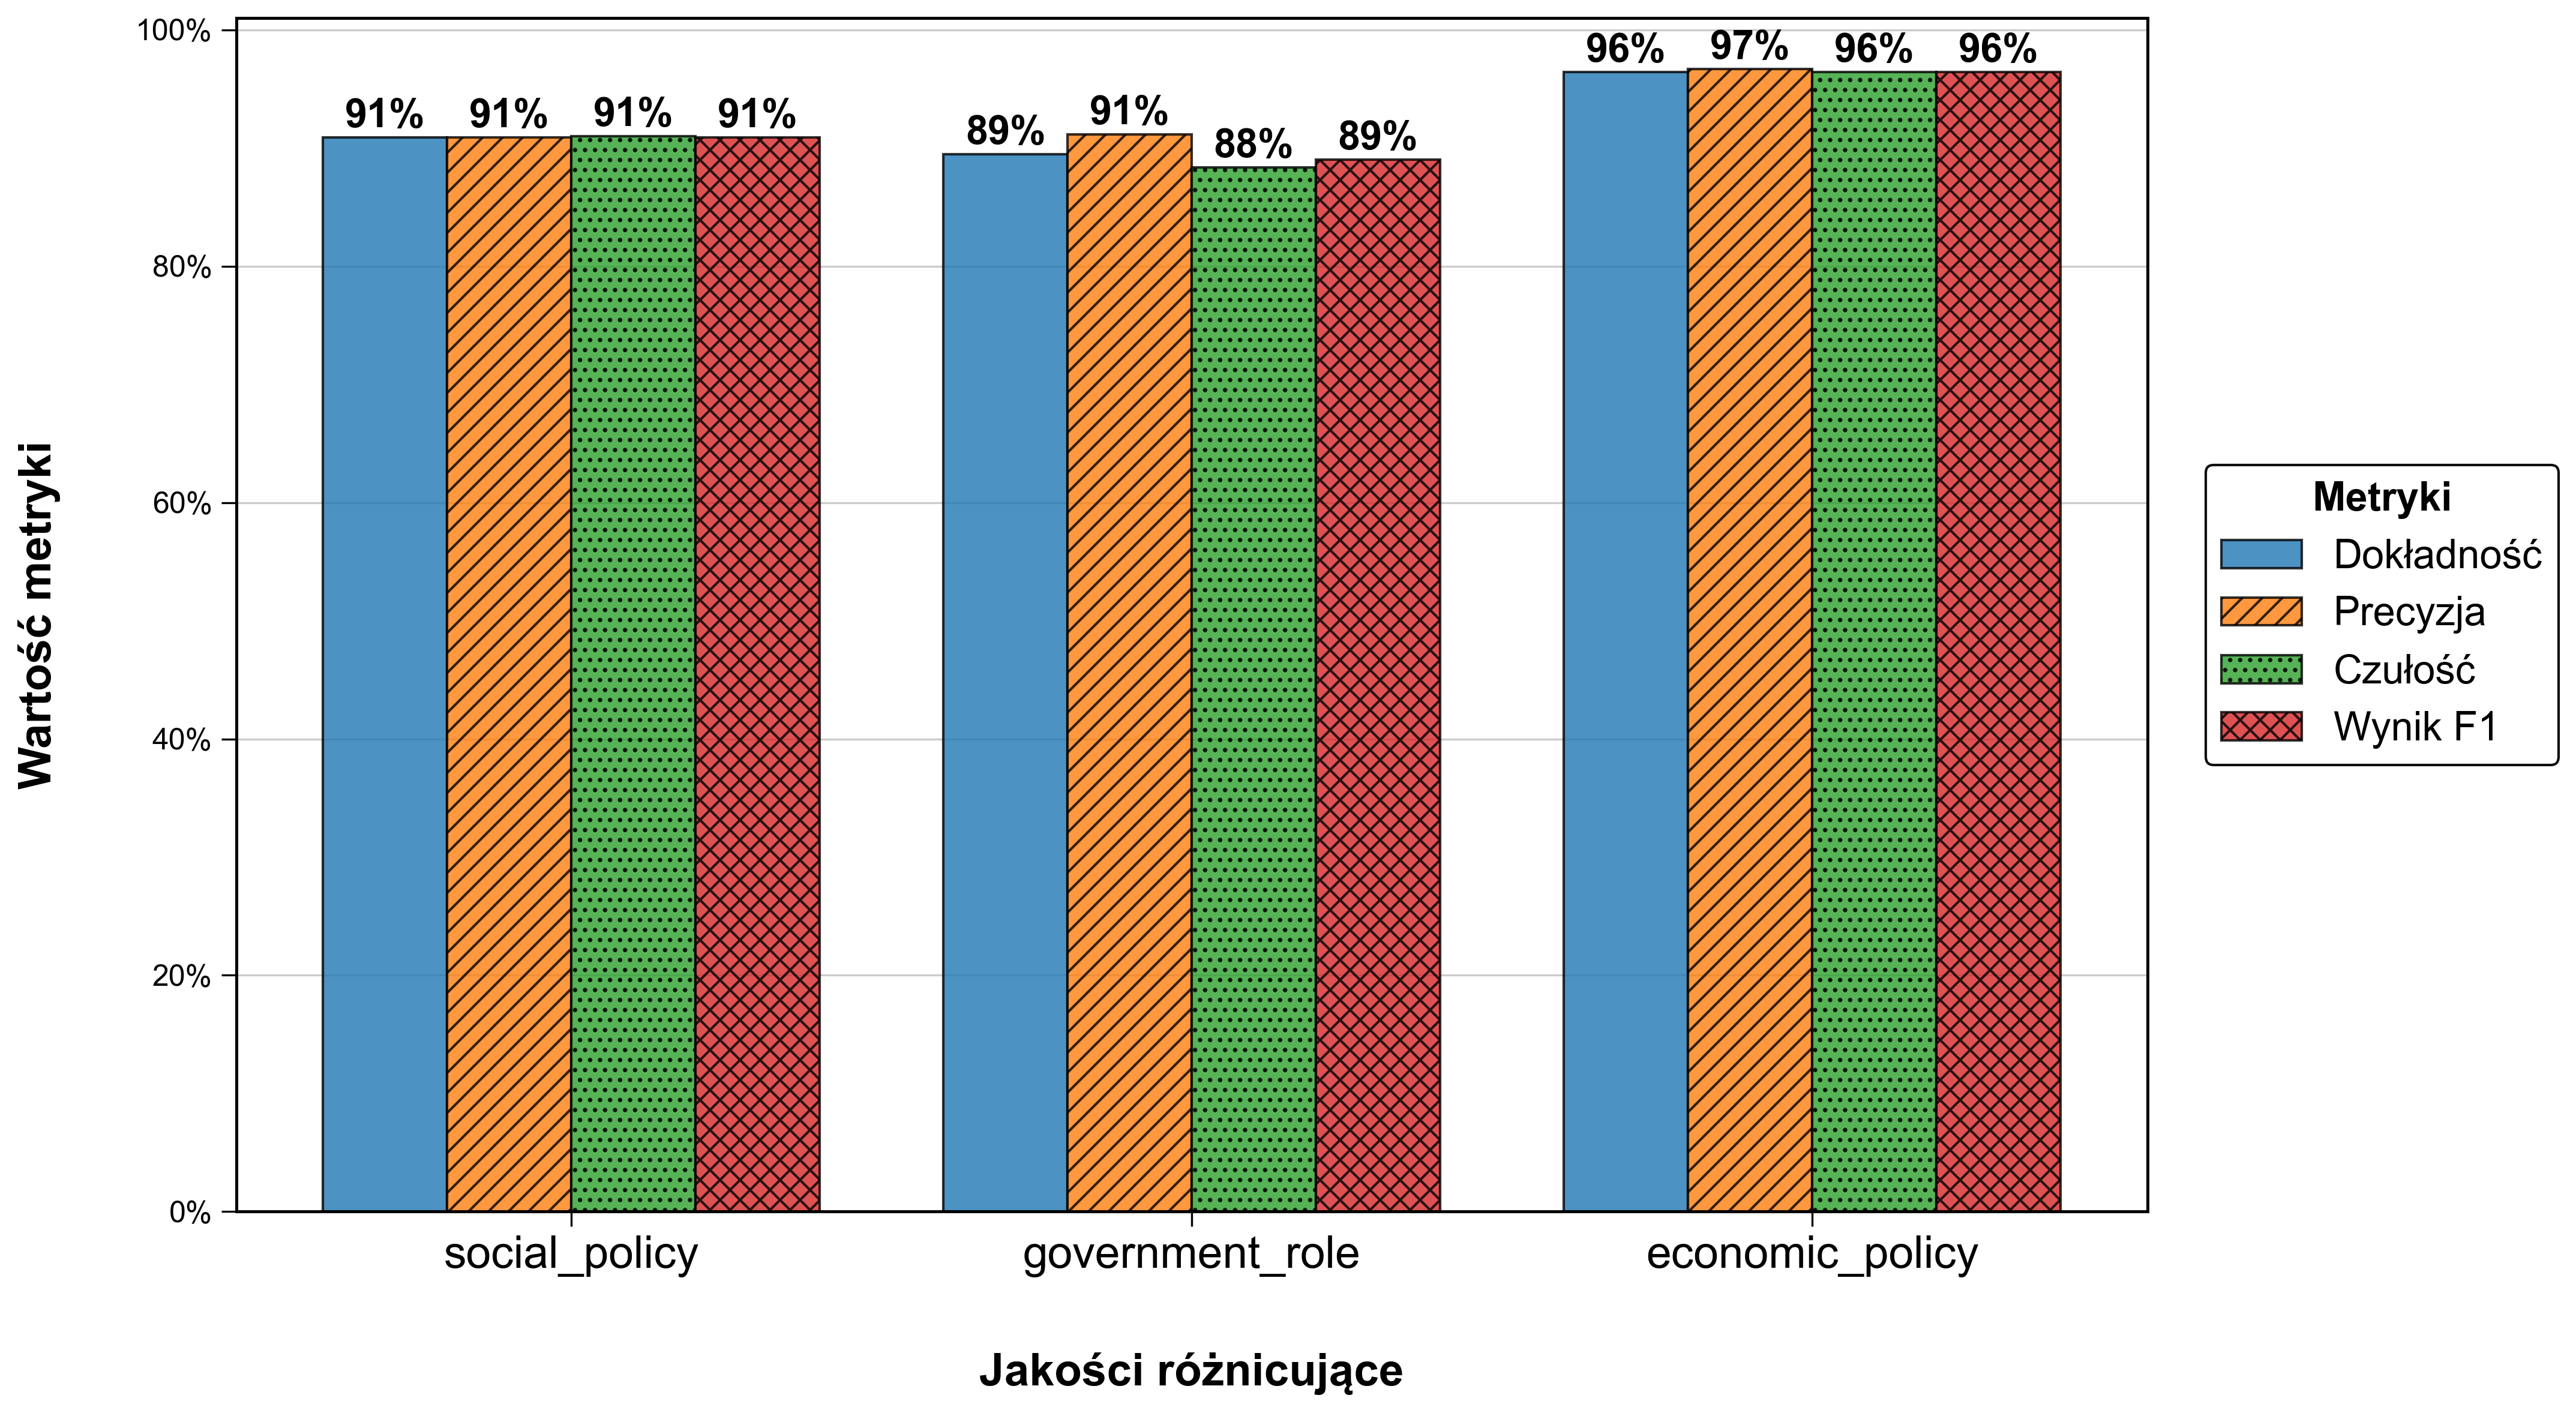 100%
80%
60%
40%
20%
0%
Wartość metryki
91% 91% 91% 91%
89% 91% 88% 89%
96% 97% 96% 96%
social_policy government_role economic_policy
Jakości różnicujące
Metryki
Dokładność
Precyzja
Czułość
Wynik F1